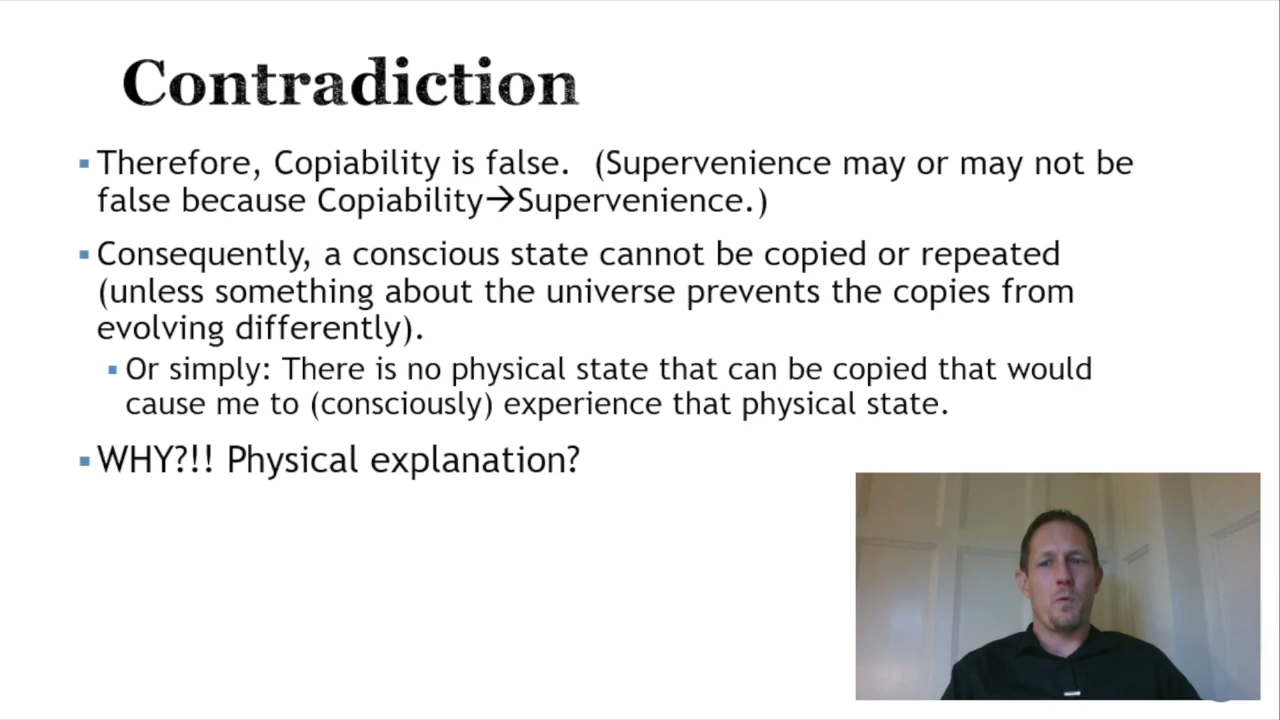 Contradiction
▪ Therefore, Copiability is false.  (Supervenience may or may not be
false because Copiability→Supervenience.)
▪ Consequently, a conscious state cannot be copied or repeated
(unless something about the universe prevents the copies from
evolving differently).
▪ Or simply: There is no physical state that can be copied that would
cause me to (consciously) experience that physical state.
▪ WHY?!! Physical explanation?